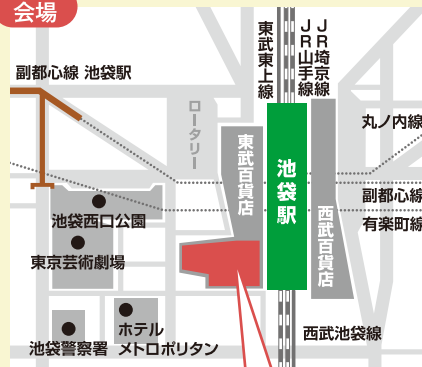 会場
副都心線 池袋駅
ロータリー
東武東上線
JR山手線
JR埼京線
丸ノ内線
東武百貨店
池袋駅
西武百貨店
副都心線
有楽町線
池袋西口公園
東京芸術劇場
ホテル
メトロポリタン
池袋警察署
西武池袋線